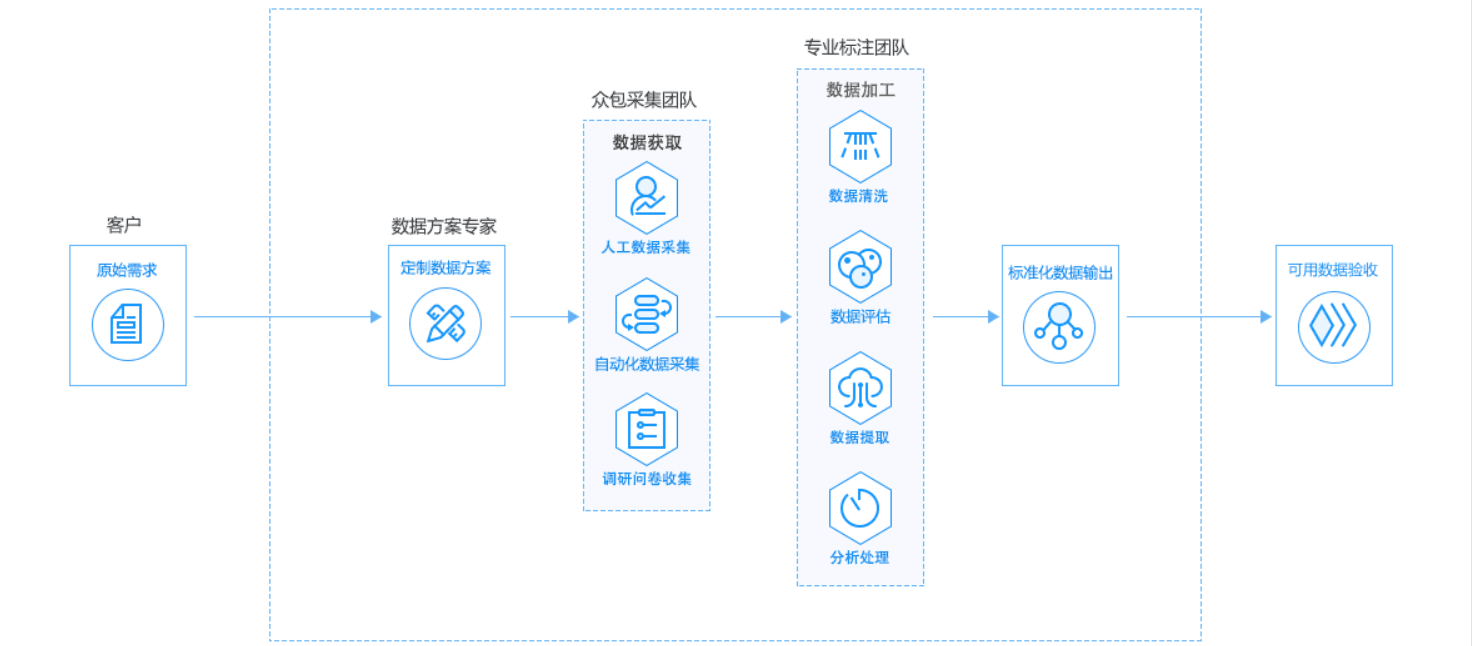 客户
原始需求
数据方案专家
定制数据方案
众包采集团队
数据获取
人工数据采集
自动化数据采集
调研问卷收集
专业标注团队
数据加工
数据清洗
数据评估
数据提取
分析处理
标准化数据输出
可用数据验收